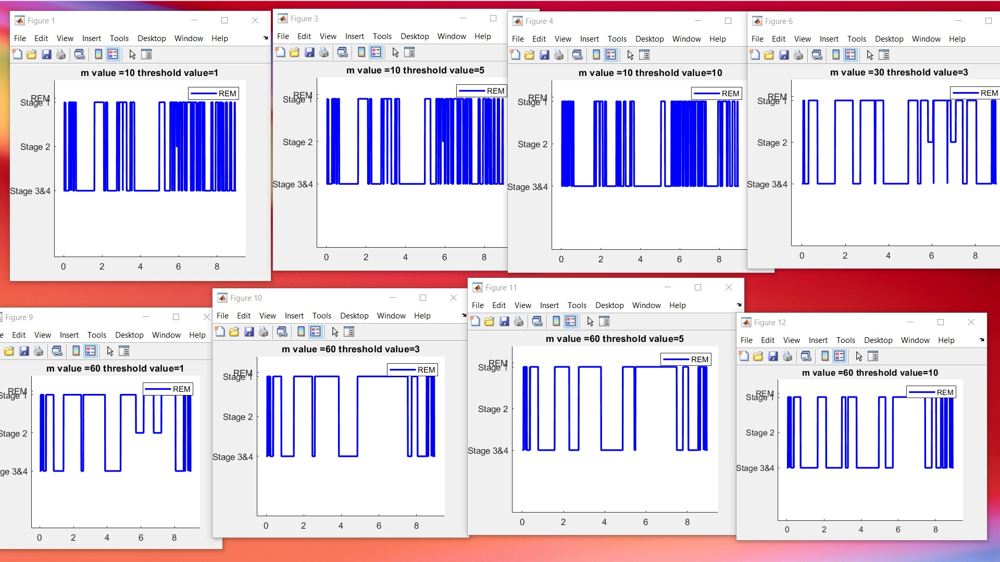 Figure 1
File Edit View Insert Tools Desktop Window Help
m value =10 threshold value=1
REM
REM
Stage 1
Stage 2
Stage 3&4
0 2 4 6 8
Figure 3
File Edit View Insert Tools Desktop Window Help
m value =10 threshold value=5
REM
REM
Stage 1
Stage 2
Stage 3&4
0 2 4 6 8
Figure 4
File Edit View Insert Tools Desktop Window Help
m value =10 threshold value=10
REM
REM
Stage 1
Stage 2
Stage 3&4
0 2 4 6 8
Figure 6
File Edit View Insert Tools Desktop Window Help
m value =30 threshold value=3
REM
REM
Stage 1
Stage 2
Stage 3&4
0 2 4 6 8
Figure 9
e Edit View Insert Tools Desktop Window Help
m value =60 threshold value=1
REM
REM
Stage 1
Stage 2
ge 3&4
0 2 4 6 8
Figure 10
File Edit View Insert Tools Desktop Window Help
m value =60 threshold value=3
REM
REM
Stage 1
Stage 2
Stage 3&4
0 2 4 6 8
Figure 11
File Edit View Insert Tools Desktop Window Help
m value =60 threshold value=5
REM
REM
Stage 1
Stage 2
Stage 3&4
0 2 4 6 8
Figure 12
File Edit View Insert Tools Desktop Window Help
m value =60 threshold value=10
REM
REM
Stage 1
Stage 2
Stage 3&4
0 2 4 6 8